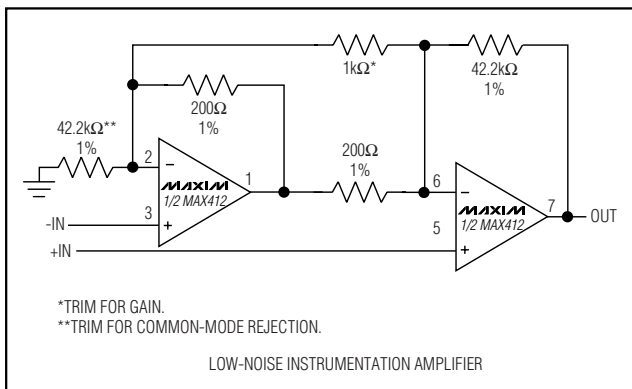 1kΩ*
42.2kΩ
1%
200Ω
1%
42.2kΩ**
1%
200Ω
1%
2
-
MAXIM
1/2 MAX412
1
3
+
6
-
MAXIM
1/2 MAX412
7
OUT
5
+
-IN
+IN
*TRIM FOR GAIN.
**TRIM FOR COMMON-MODE REJECTION.
LOW-NOISE INSTRUMENTATION AMPLIFIER